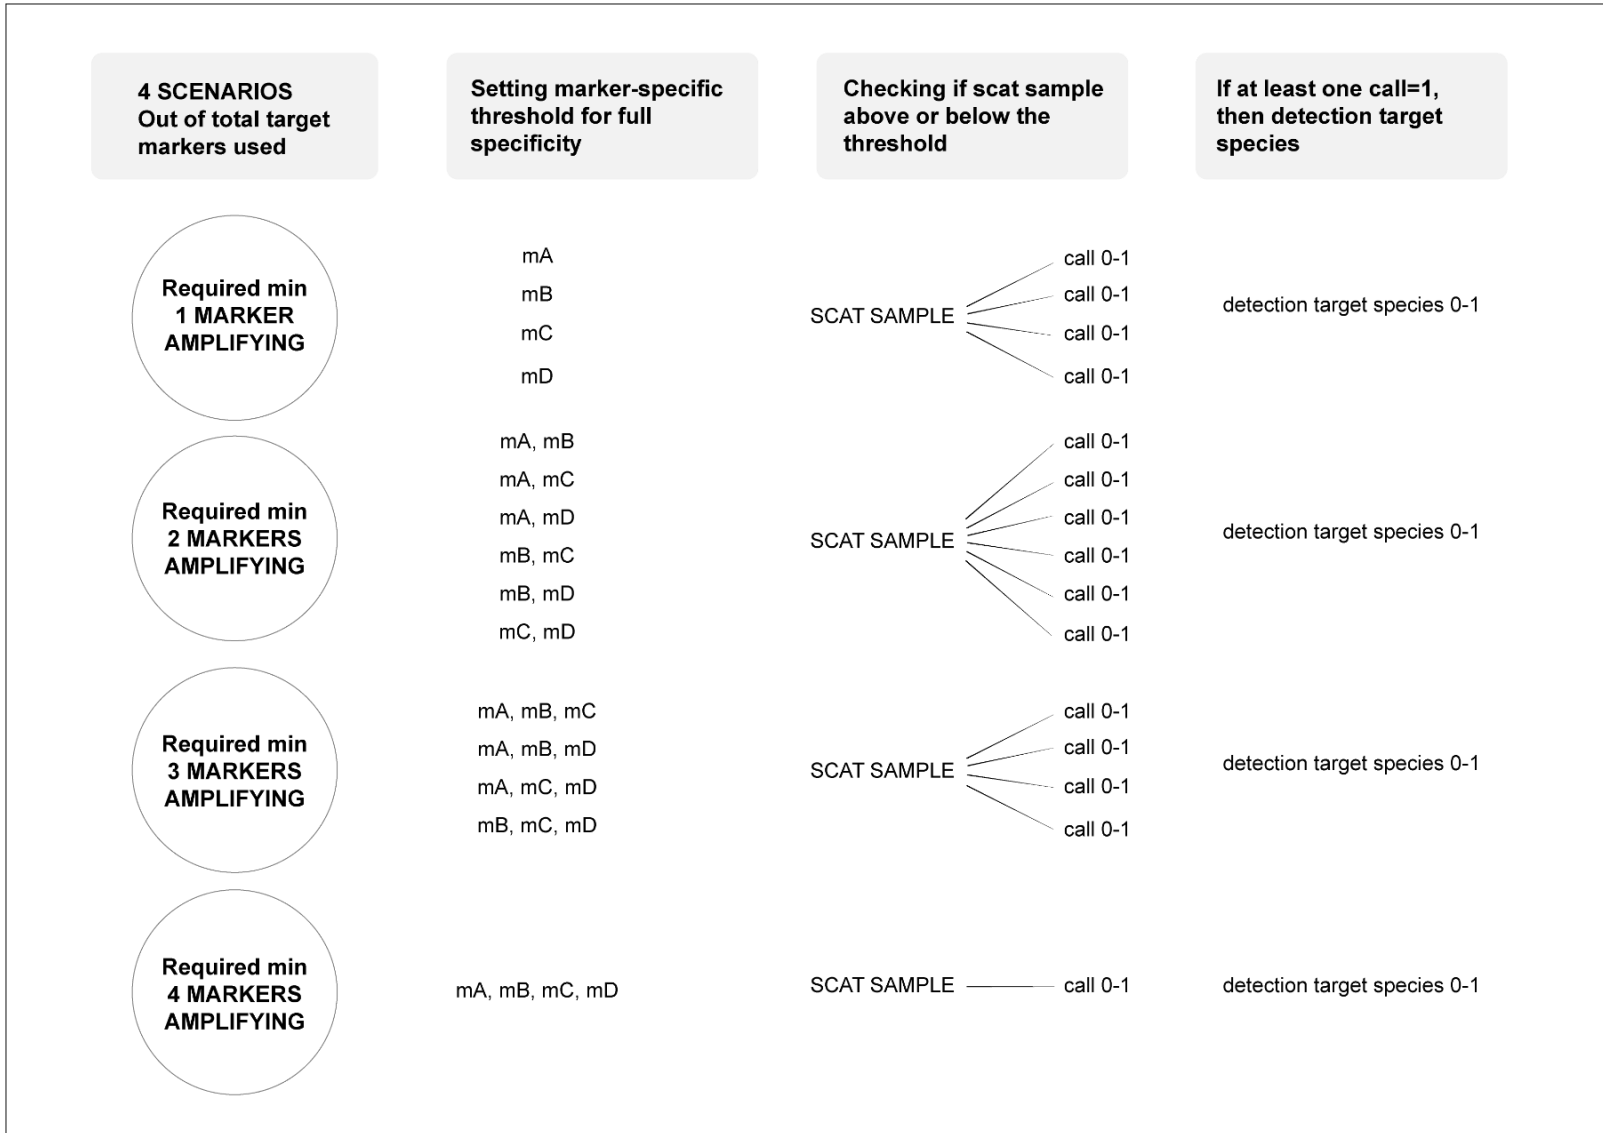 4 SCENARIOS
Out of total target
markers used
Setting marker-specific
threshold for full
specificity
Checking if scat sample
above or below the
threshold
If at least one call=1,
then detection target
species
Required min
1 MARKER
AMPLIFYING
mA
mB
mC
mD
SCAT SAMPLE
call 0-1
call 0-1
call 0-1
call 0-1
detection target species 0-1
Required min
2 MARKERS
AMPLIFYING
mA, mB
mA, mC
mA, mD
mB, mC
mB, mD
mC, mD
SCAT SAMPLE
call 0-1
call 0-1
call 0-1
call 0-1
call 0-1
call 0-1
detection target species 0-1
Required min
3 MARKERS
AMPLIFYING
mA, mB, mC
mA, mB, mD
mA, mC, mD
mB, mC, mD
SCAT SAMPLE
call 0-1
call 0-1
call 0-1
call 0-1
detection target species 0-1
Required min
4 MARKERS
AMPLIFYING
mA, mB, mC, mD
SCAT SAMPLE
call 0-1
detection target species 0-1